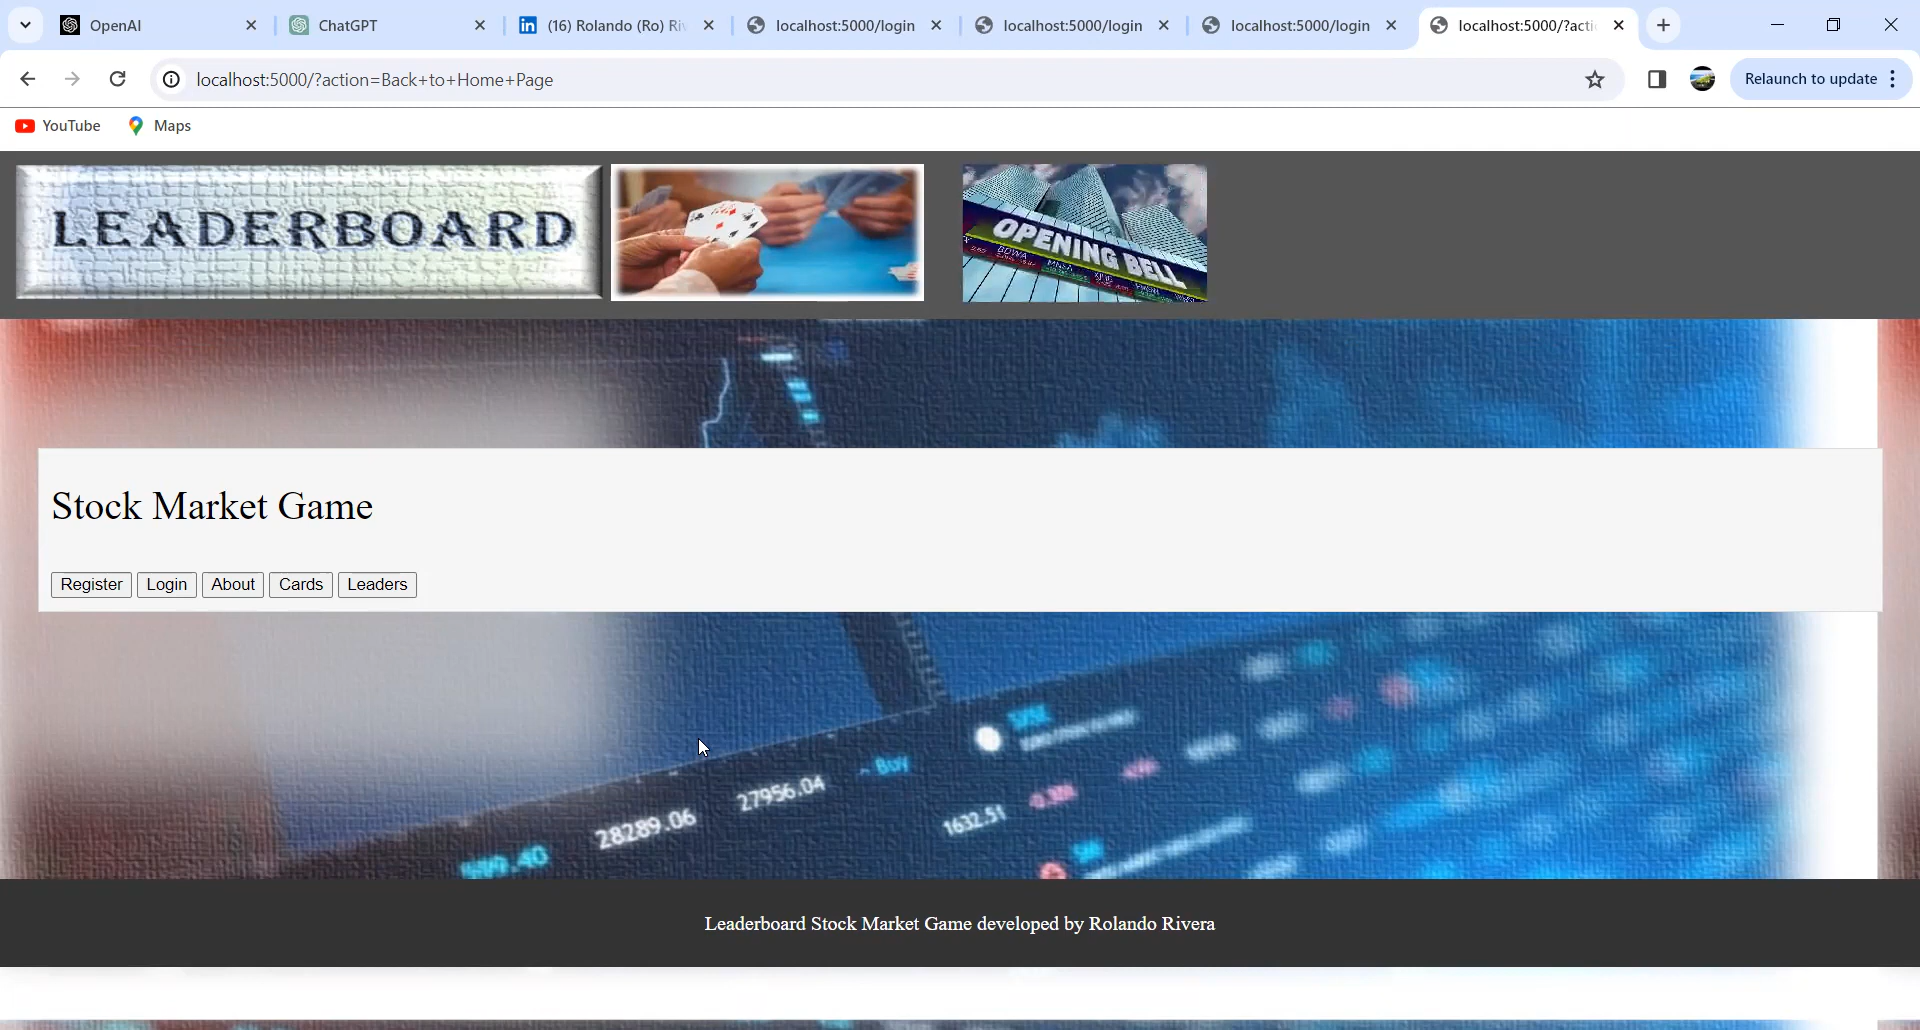 OpenAI
ChatGPT
(16) Rolando (Ro) Riv
localhost:5000/login
localhost:5000/login
localhost:5000/login
localhost:5000/?acti
localhost:5000/?action=Back+to+Home+Page
Relaunch to update
YouTube
Maps
LEADERBOARD
OPENING BELL
Stock Market Game
Register Login About Cards Leaders
Buy
27956.04
28289.06
1632.51
Leaderboard Stock Market Game developed by Rolando Rivera